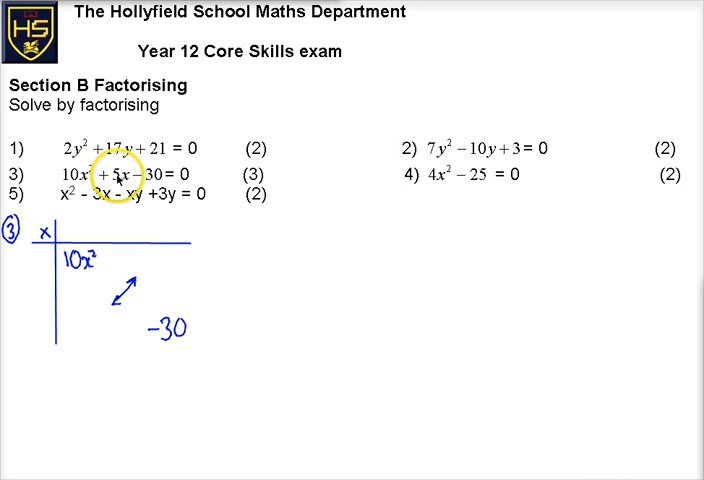 The Hollyfield School Maths Department
HS
Year 12 Core Skills exam
Section B Factorising
Solve by factorising
1) 2y² + 17y + 21 = 0 (2) 2) 7y² − 10y + 3 = 0 (2)
3) 10x² + 5x − 30 = 0 (3) 4) 4x² − 25 = 0 (2)
5) x² - 3x - xy +3y = 0 (2)
③ x
10x²
-30